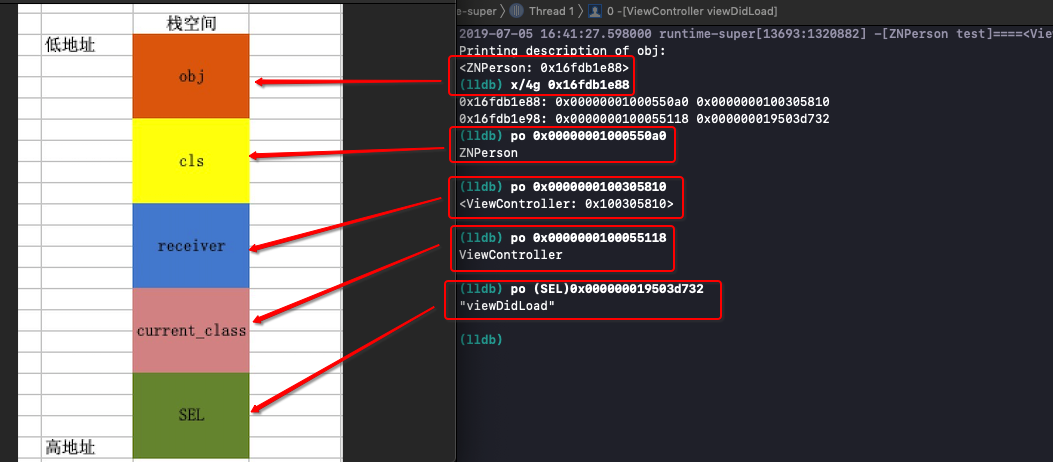 栈空间
低地址
obj
cls
receiver
current_class
SEL
高地址
e-super 〉 Thread 1 〉 0 -[ViewController viewDidLoad]
2019-07-05 16:41:27.598000 runtime-super[13693:1320882] -[ZNPerson test]====<Vie
Printing description of obj:
<ZNPerson: 0x16fdb1e88>
(lldb) x/4g 0x16fdb1e88
0x16fdb1e88: 0x00000001000550a0 0x0000000100305810
0x16fdb1e98: 0x0000000100055118 0x000000019503d732
(lldb) po 0x00000001000550a0
ZNPerson
(lldb) po 0x0000000100305810
<ViewController: 0x100305810>
(lldb) po 0x0000000100055118
ViewController
(lldb) po (SEL)0x000000019503d732
"viewDidLoad"
(lldb)